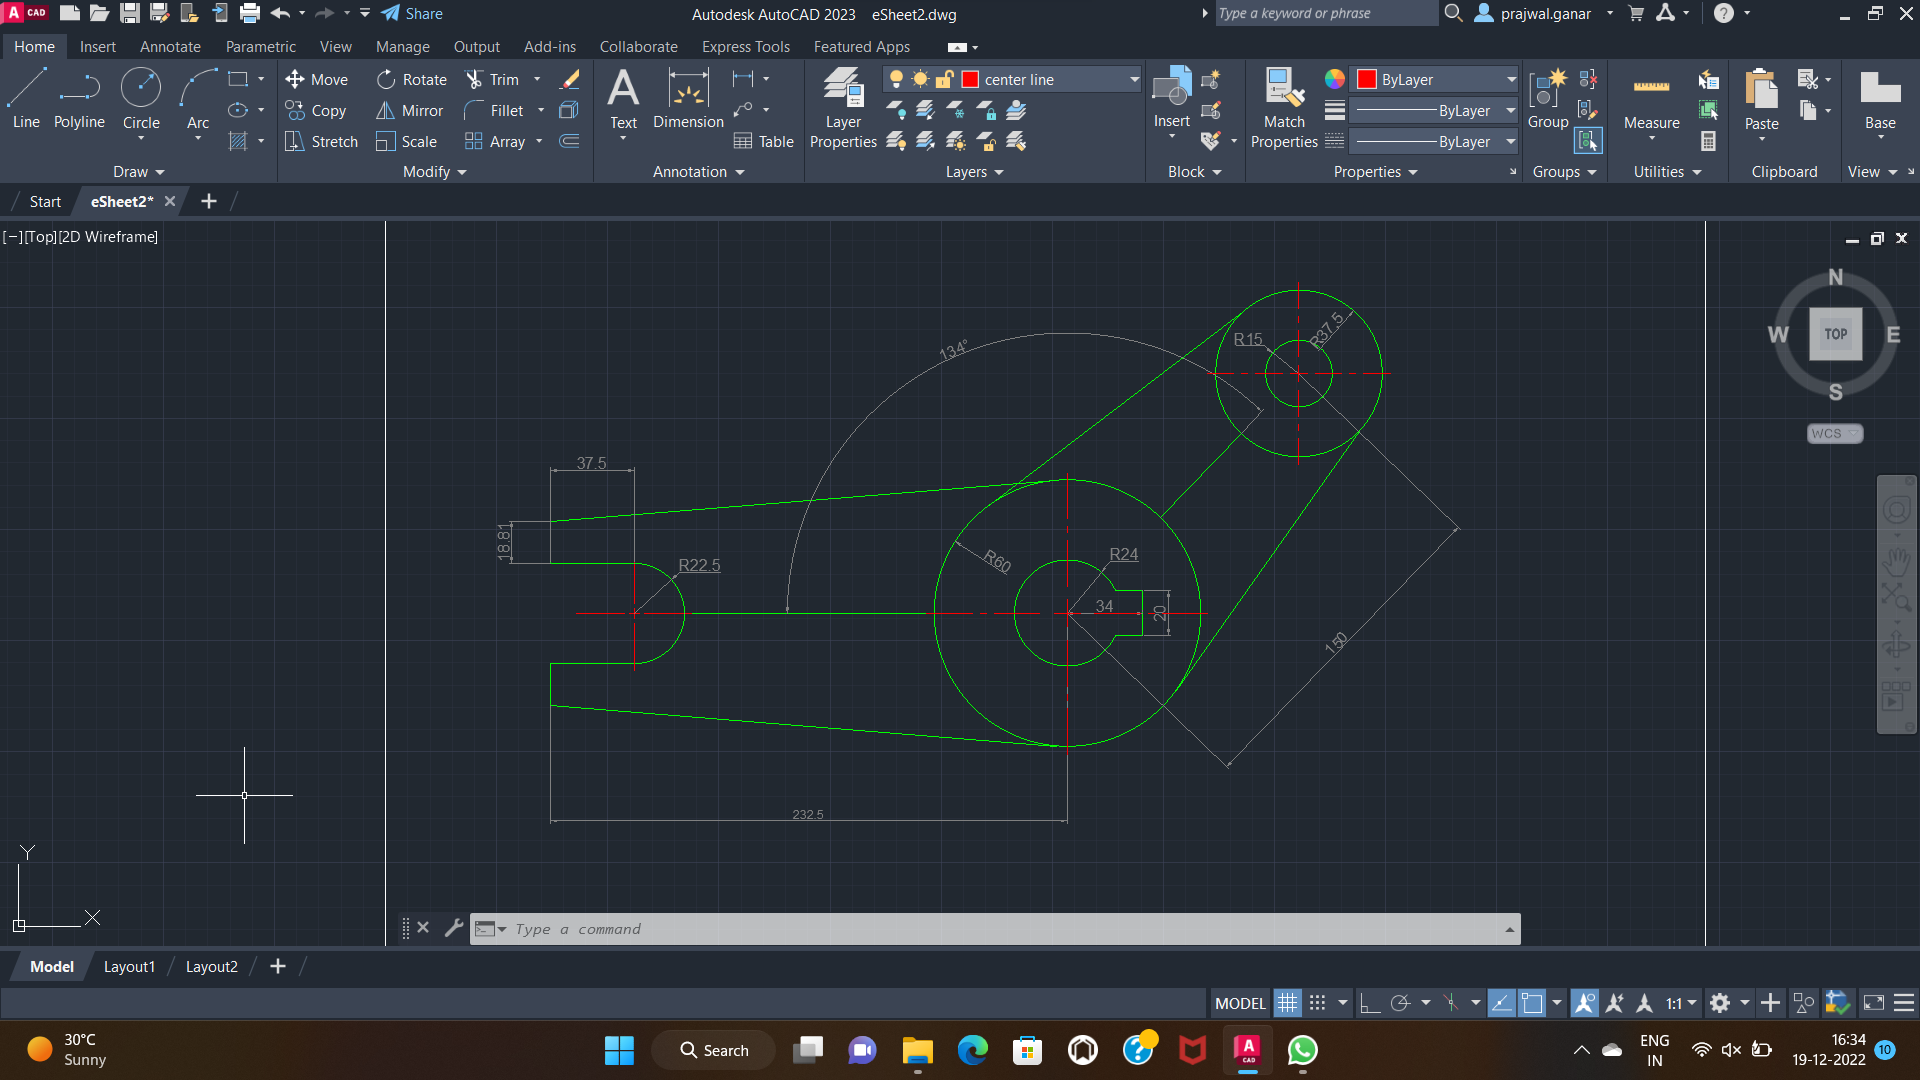 A CAD
Share
Autodesk AutoCAD 2023 eSheet2.dwg
Type a keyword or phrase
prajwal.ganar
Home Insert Annotate Parametric View Manage Output Add-ins Collaborate Express Tools Featured Apps
Line Polyline Circle Arc
Draw
Move Rotate Trim
Copy Mirror Fillet
Stretch Scale Array
Modify
Text Dimension Table
Annotation
Layer Properties
center line
Layers
Insert
Block
Match Properties
ByLayer
ByLayer
ByLayer
Properties
Group
Groups
Measure
Utilities
Paste
Clipboard
Base
View
Start eSheet2*
[−][Top][2D Wireframe]
N
W TOP E
S
WCS
134°
R15
R37.5
37.5
18.81
R22.5
R60
R24
34
20
150
232.5
Y
X
Type a command
Model Layout1 Layout2
MODEL 1:1
30°C
Sunny
Search
A CAD
ENG
IN
16:34
19-12-2022
10